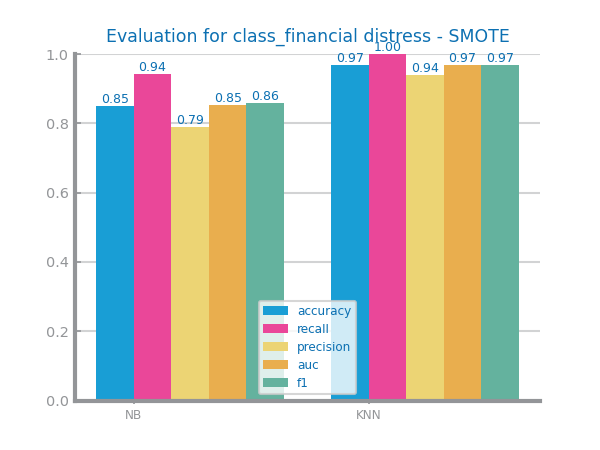 Evaluation for class_financial distress - SMOTE
1.0
0.8
0.6
0.4
0.2
0.0
0.85
0.94
0.79
0.85
0.86
0.97
1.00
0.94
0.97
0.97
accuracy
recall
precision
auc
f1
NB
KNN